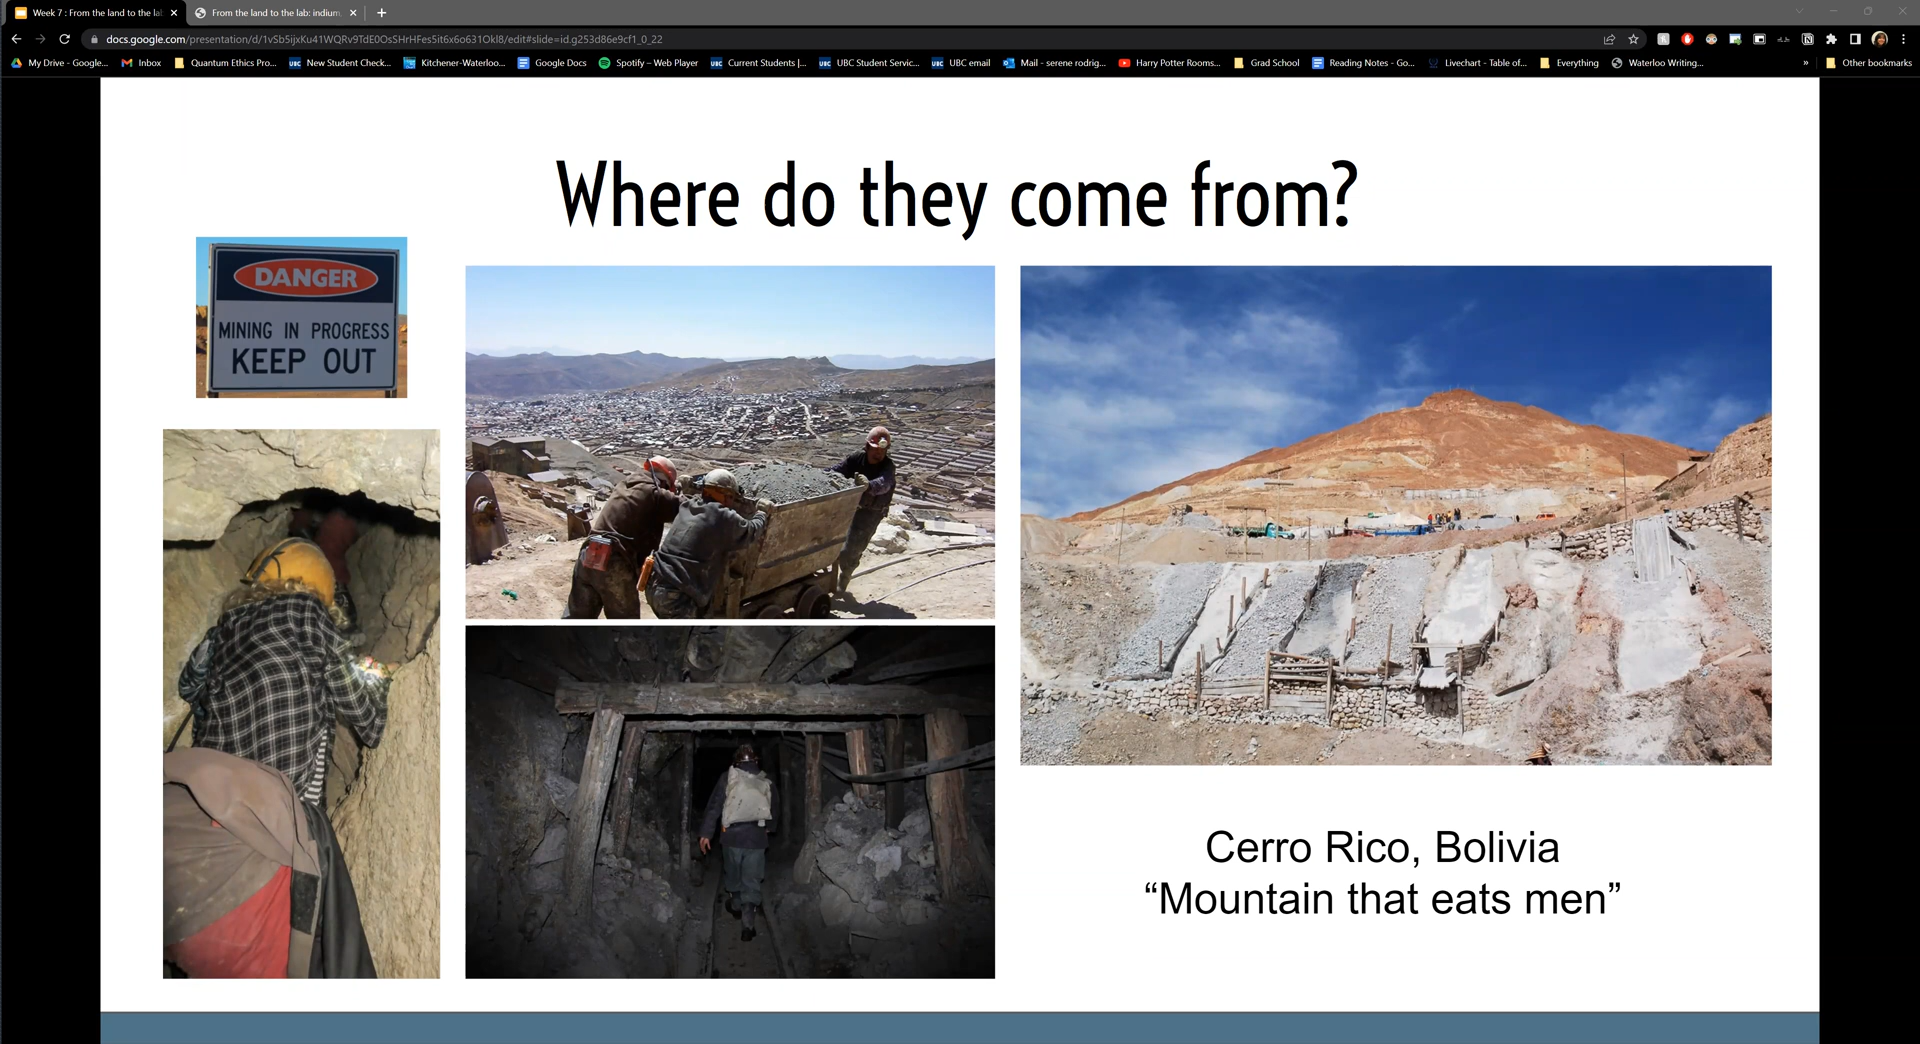 Week 7 : From the land to the la
From the land to the lab: indium,
docs.google.com/presentation/d/1vSb5ijxKu41WQRv9TdE0OsSHrHFes5it6x6o631Okl8/edit#slide=id.g253d86e9cf1_0_22
My Drive - Google...
Inbox
Quantum Ethics Pro...
New Student Check...
Kitchener-Waterloo...
Google Docs
Spotify – Web Player
Current Students |...
UBC Student Servic...
UBC email
Mail - serene rodrig...
Harry Potter Rooms...
Grad School
Reading Notes - Go...
Livechart - Table of...
Everything
Waterloo Writing...
»
Other bookmarks
Where do they come from?
DANGER
MINING IN PROGRESS
KEEP OUT
Cerro Rico, Bolivia
“Mountain that eats men”